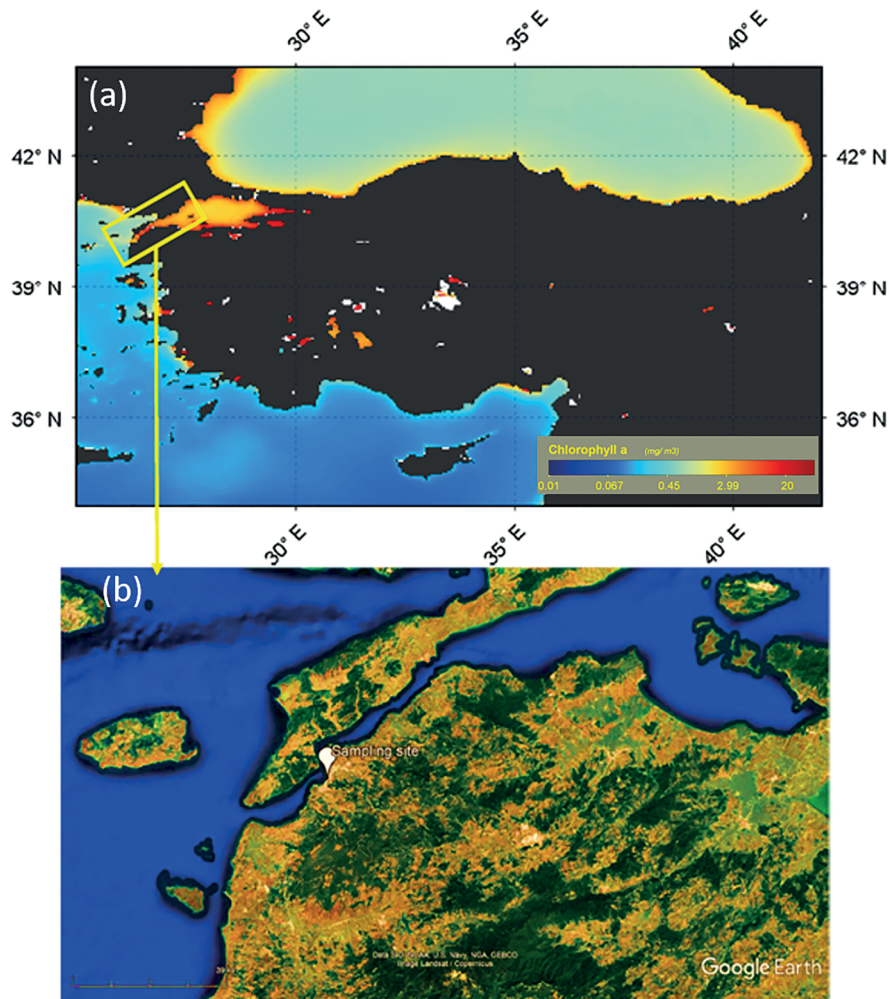 30° E 35° E 40° E
(a)
42° N 42° N
39° N 39° N
36° N 36° N
Chlorophyll a (mg/ m3)
0.01 0.067 0.45 2.99 20
30° E 35° E 40° E
(b)
Sampling site
Data SIO, NOAA, U.S. Navy, NGA, GEBCO
Image Landsat / Copernicus
Google Earth